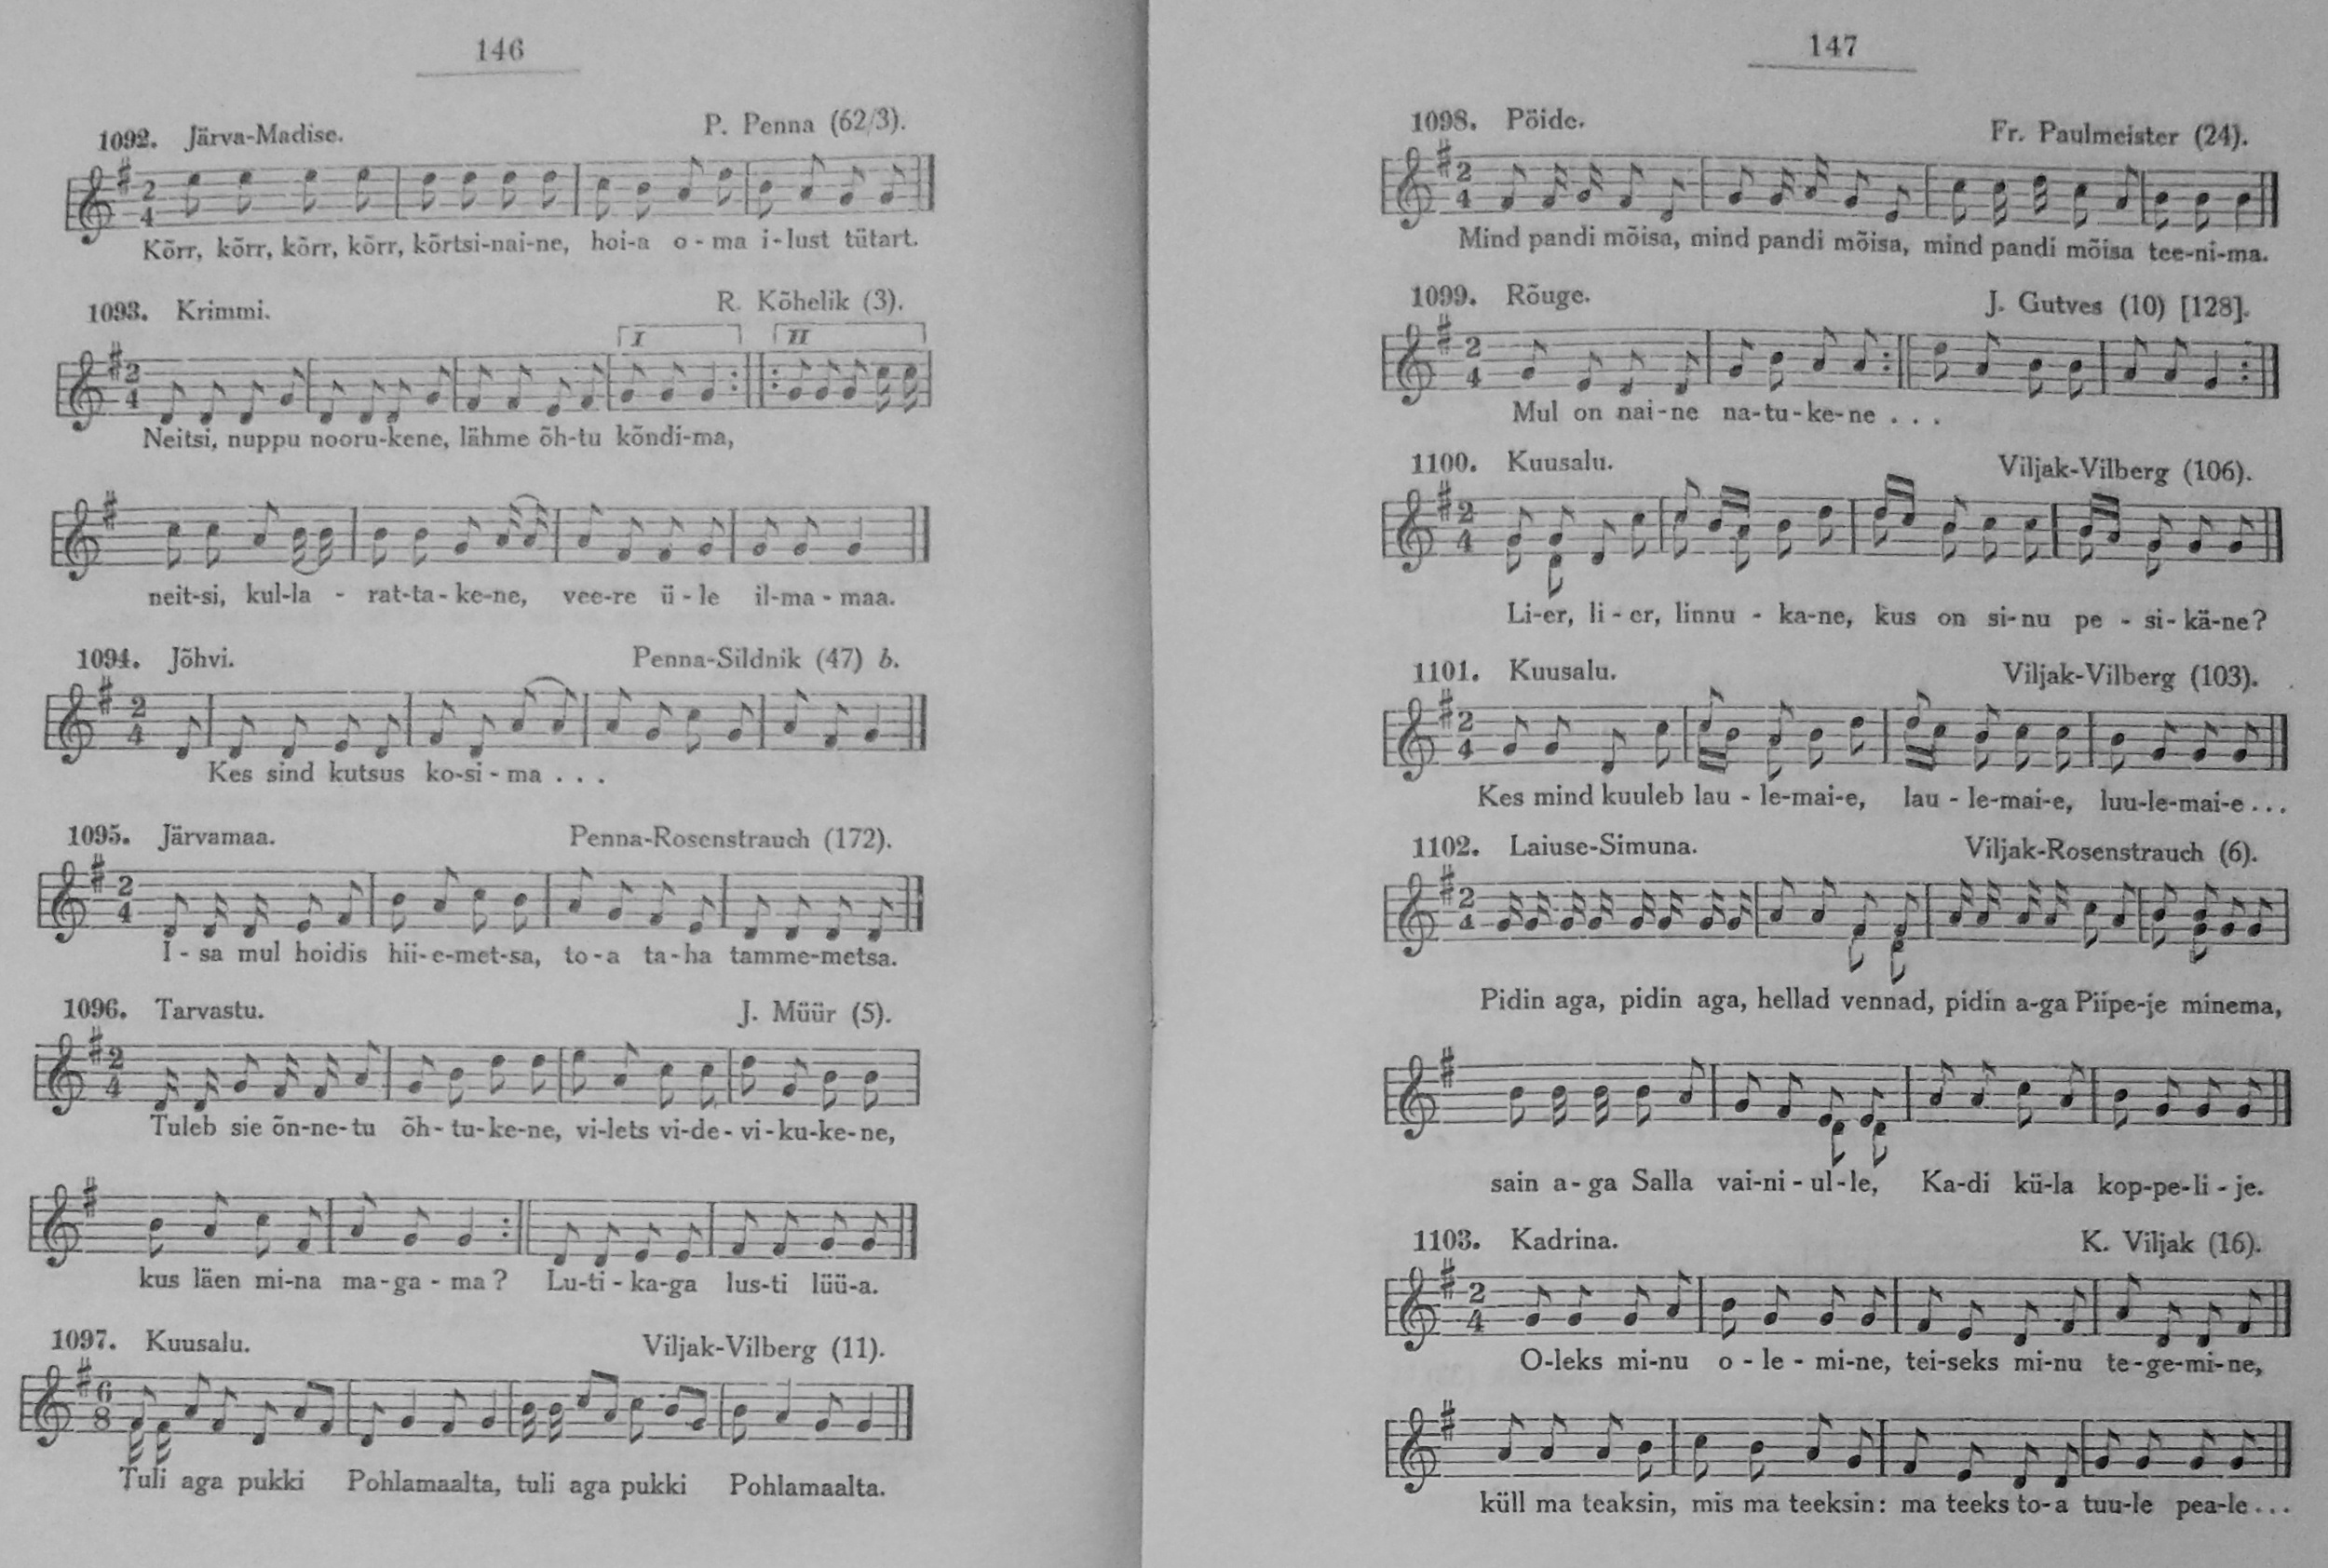 146
1092. Järva-Madise. P. Penna (62/3).
2
4
Kõrr, kõrr, kõrr, kõrr, kõrtsi-nai-ne, hoi-a o - ma i - lust tütart.
1093. Krimmi. R. Kõhelik (3).
I II
2
4
Neitsi, nuppu nooru-kene, lähme õh-tu kõndi-ma,
neit-si, kul-la - rat-ta - ke-ne, vee-re ü - le il-ma - maa.
1094. Jõhvi. Penna-Sildnik (47) b.
2
4
Kes sind kutsus ko-si - ma . . .
1095. Järvamaa. Penna-Rosenstrauch (172).
2
4
I - sa mul hoidis hii-e-met-sa, to - a ta-ha tamme-metsa.
1096. Tarvastu. J. Müür (5).
2
4
Tuleb sie õn-ne-tu õh - tu-ke-ne, vi-lets vi-de - vi - ku-ke-ne,
kus läen mi-na ma-ga - ma ? Lu-ti - ka-ga lus-ti lüü-a.
1097. Kuusalu. Viljak-Vilberg (11).
6
8
Tuli aga pukki Pohlamaalta, tuli aga pukki Pohlamaalta.
147
1098. Pöide. Fr. Paulmeister (24).
2
4
Mind pandi mõisa, mind pandi mõisa, mind pandi mõisa tee-ni-ma.
1099. Rõuge. J. Gutves (10) [128].
2
4
Mul on nai-ne na-tu-ke-ne . . .
1100. Kuusalu. Viljak-Vilberg (106).
2
4
Li-er, li - er, linnu - ka-ne, kus on si-nu pe - si-kä-ne?
1101. Kuusalu. Viljak-Vilberg (103).
2
4
Kes mind kuuleb lau - le-mai-e, lau - le-mai-e, luu-le-mai-e . . .
1102. Laiuse-Simuna. Viljak-Rosenstrauch (6).
2
4
Pidin aga, pidin aga, hellad vennad, pidin a-ga Piipe-je minema,
sain a-ga Salla vai-ni-ul-le, Ka-di kü-la kop-pe-li - je.
1103. Kadrina. K. Viljak (16).
2
4
O-leks mi-nu o - le - mi-ne, tei-seks mi-nu te-ge-mi-ne,
küll ma teaksin, mis ma teeksin: ma teeks to-a tuu-le pea-le . . .